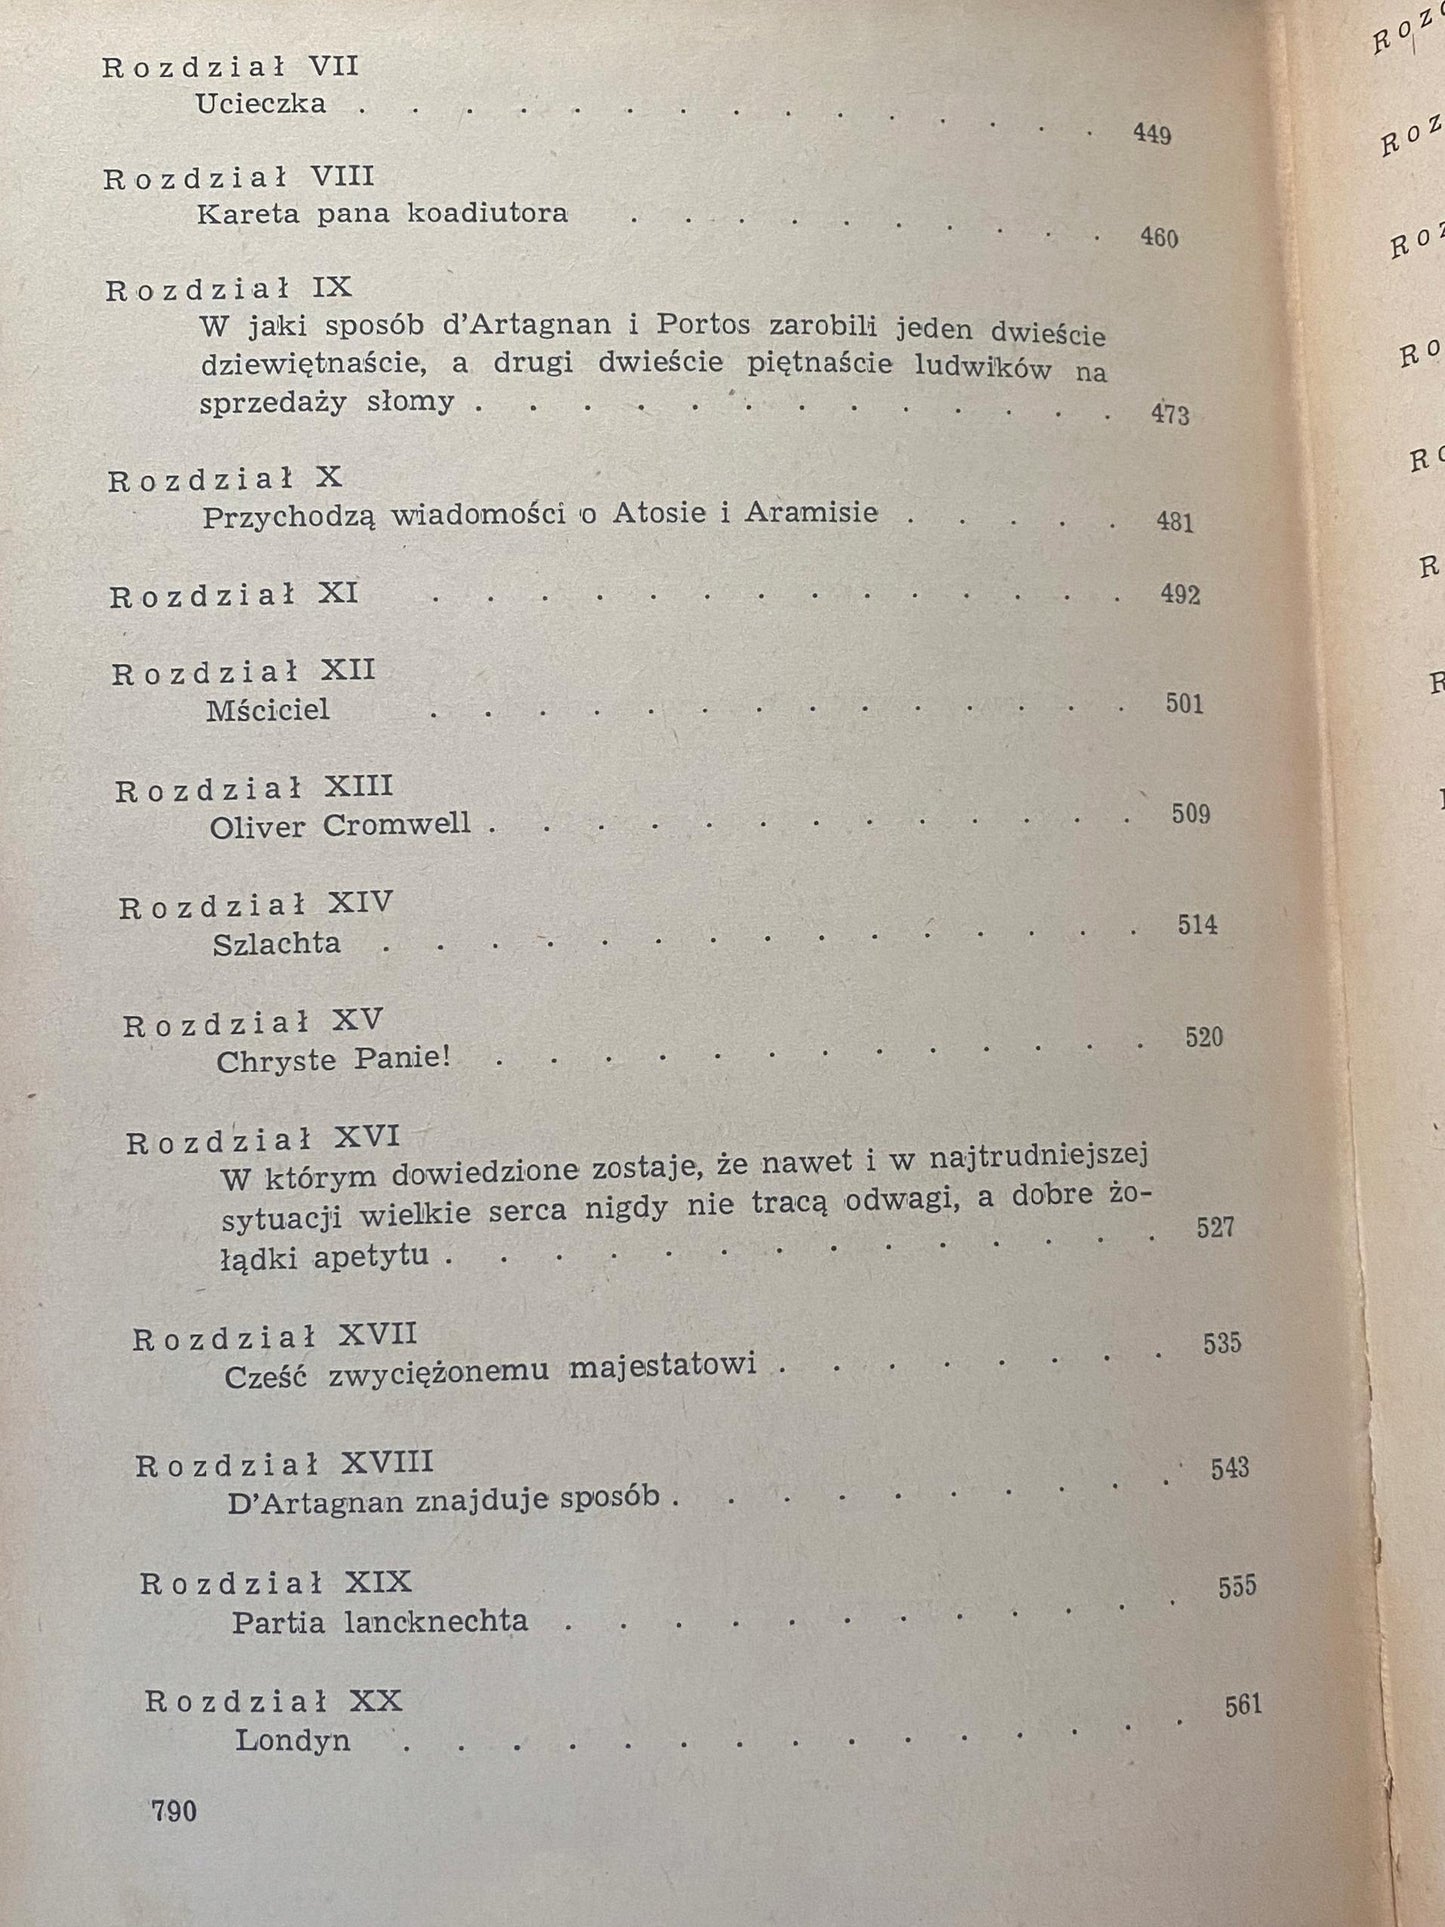 Rozdział VII
Ucieczka . . . . . . . . . . . . . . 449
Rozdział VIII
Kareta pana koadiutora . . . . . . . . . 460
Rozdział IX
W jaki sposób d'Artagnan i Portos zarobili jeden dwieście
dziewiętnaście, a drugi dwieście piętnaście ludwików na
sprzedaży słomy . . . . . . . . . . . . 473
Rozdział X
Przychodzą wiadomości o Atosie i Aramisie . . . . . 481
Rozdział XI . . . . . . . . . . . . . 492
Rozdział XII
Mściciel . . . . . . . . . . . . . 501
Rozdział XIII
Oliver Cromwell . . . . . . . . . . . . 509
Rozdział XIV
Szlachta . . . . . . . . . . . . . . 514
Rozdział XV
Chryste Panie! . . . . . . . . . . . . 520
Rozdział XVI
W którym dowiedzione zostaje, że nawet i w najtrudniejszej
sytuacji wielkie serca nigdy nie tracą odwagi, a dobre żo-
łądki apetytu . . . . . . . . . . . . . 527
Rozdział XVII
Cześć zwyciężonemu majestatowi . . . . . . . . 535
Rozdział XVIII
D'Artagnan znajduje sposób . . . . . . . . . . 543
Rozdział XIX
Partia lancknechta . . . . . . . . . . . 555
Rozdział XX
Londyn . . . . . . . . . . . . . . . 561
790